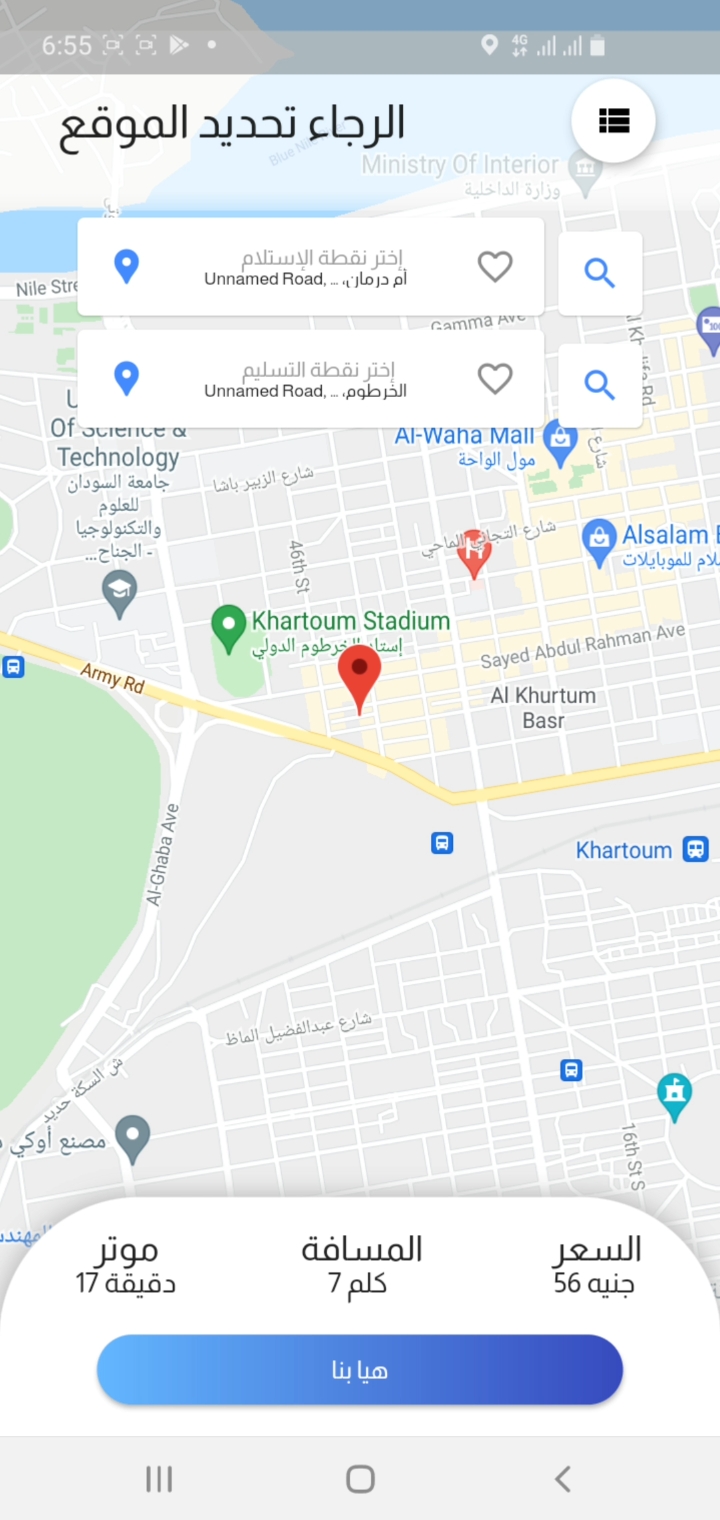 6:55
4G
الرجاء تحديد الموقع
Ministry Of Interior
وزارة الداخلية
إختر نقطة الإستلام
Unnamed Road, ... أم درمان،
Nile Stre
Gamma Ave
إختر نقطة التسليم
Unnamed Road, ... الخرطوم،
Of Science &
Technology
جامعة السودان
للعلوم
والتكنولوجيا
- الجناح...
Al-Waha Mall
مول الواحة
شارع الزبير باشا
شارع التجاني الماحي
46th St
Alsalam
Khartoum Stadium
إستاد الخرطوم الدولي
Sayed Abdul Rahman Ave
Army Rd
Al Khurtum
Basr
Al-Ghaba Ave
Khartoum
شارع عبدالفضيل الماظ
ش السكة حديد
مصنع أوكي
16th St S
السعر
جنيه 56
المسافة
كلم 7
موتر
دقيقة 17
هيا بنا